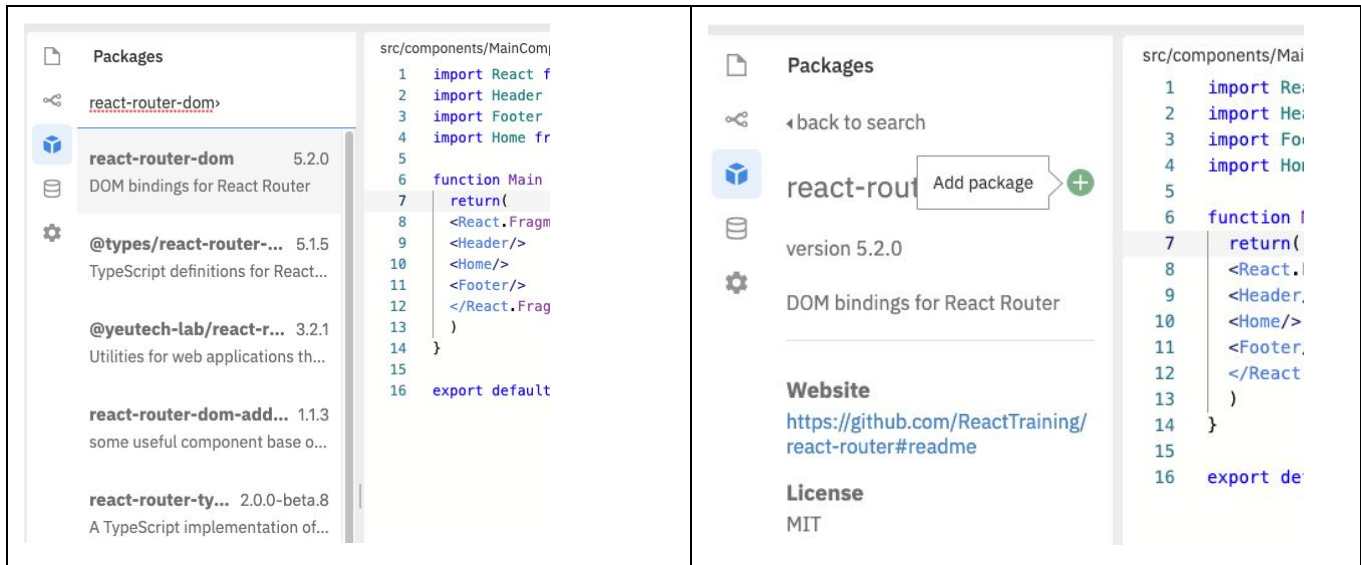 Packages
react-router-dom›
react-router-dom 5.2.0
DOM bindings for React Router
@types/react-router-... 5.1.5
TypeScript definitions for React...
@yeutech-lab/react-r... 3.2.1
Utilities for web applications th...
react-router-dom-add... 1.1.3
some useful component base o...
react-router-ty... 2.0.0-beta.8
A TypeScript implementation of...
src/components/MainComp
1 import React f
2 import Header
3 import Footer
4 import Home fr
5
6 function Main
7 return(
8 <React.Fragm
9 <Header/>
10 <Home/>
11 <Footer/>
12 </React.Frag
13 )
14 }
15
16 export default
Packages
back to search
react-rout
Add package
version 5.2.0
DOM bindings for React Router
Website
https://github.com/ReactTraining/
react-router#readme
License
MIT
src/components/Mai
1 import Rea
2 import Hea
3 import Foo
4 import Hom
5
6 function M
7 return(
8 <React.
9 <Header
10 <Home/>
11 <Footer
12 </React
13 )
14 }
15
16 export de